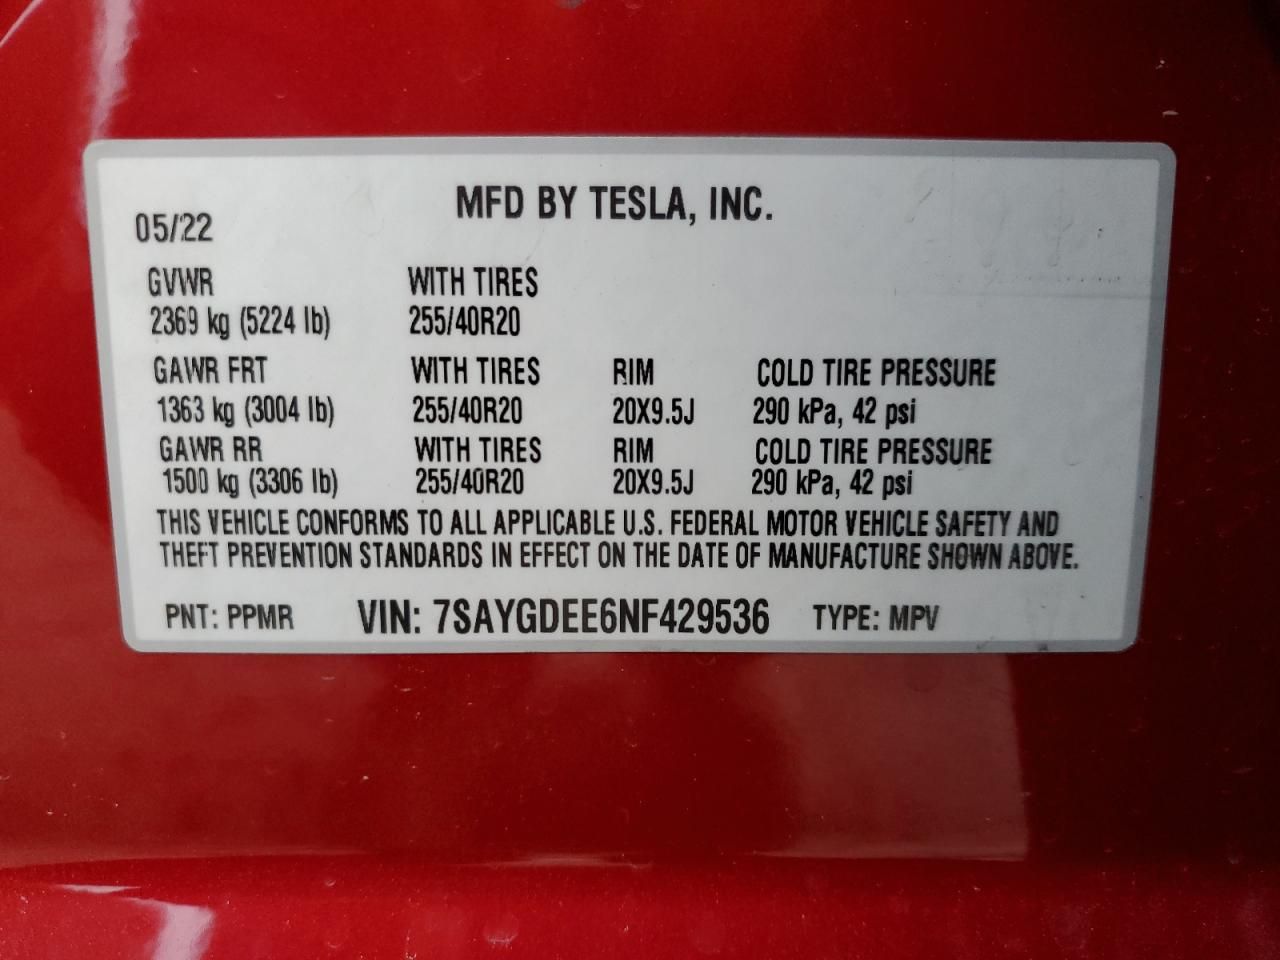 MFD BY TESLA, INC.
05/22
GVWR WITH TIRES
2369 kg (5224 lb) 255/40R20
GAWR FRT WITH TIRES RIM COLD TIRE PRESSURE
1363 kg (3004 lb) 255/40R20 20X9.5J 290 kPa, 42 psi
GAWR RR WITH TIRES RIM COLD TIRE PRESSURE
1500 kg (3306 lb) 255/40R20 20X9.5J 290 kPa, 42 psi
THIS VEHICLE CONFORMS TO ALL APPLICABLE U.S. FEDERAL MOTOR VEHICLE SAFETY AND
THEFT PREVENTION STANDARDS IN EFFECT ON THE DATE OF MANUFACTURE SHOWN ABOVE.
PNT: PPMR VIN: 7SAYGDEE6NF429536 TYPE: MPV